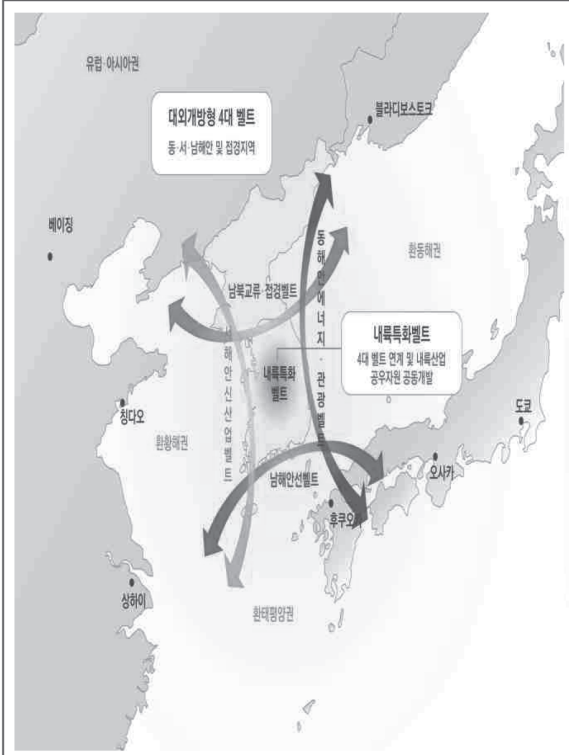 유럽·아시아권
대외개방형 4대 벨트
동·서·남해안 및 접경지역
블라디보스토크
베이징
환동해권
동해안에너지·관광벨트
남북교류·접경벨트
내륙특화벨트
4대 벨트 연계 및 내륙산업
공우자원 공동개발
내륙특화
벨트
서해안신산업벨트
칭다오
환황해권
도쿄
오사카
남해안선벨트
후쿠오카
상하이
환태평양권